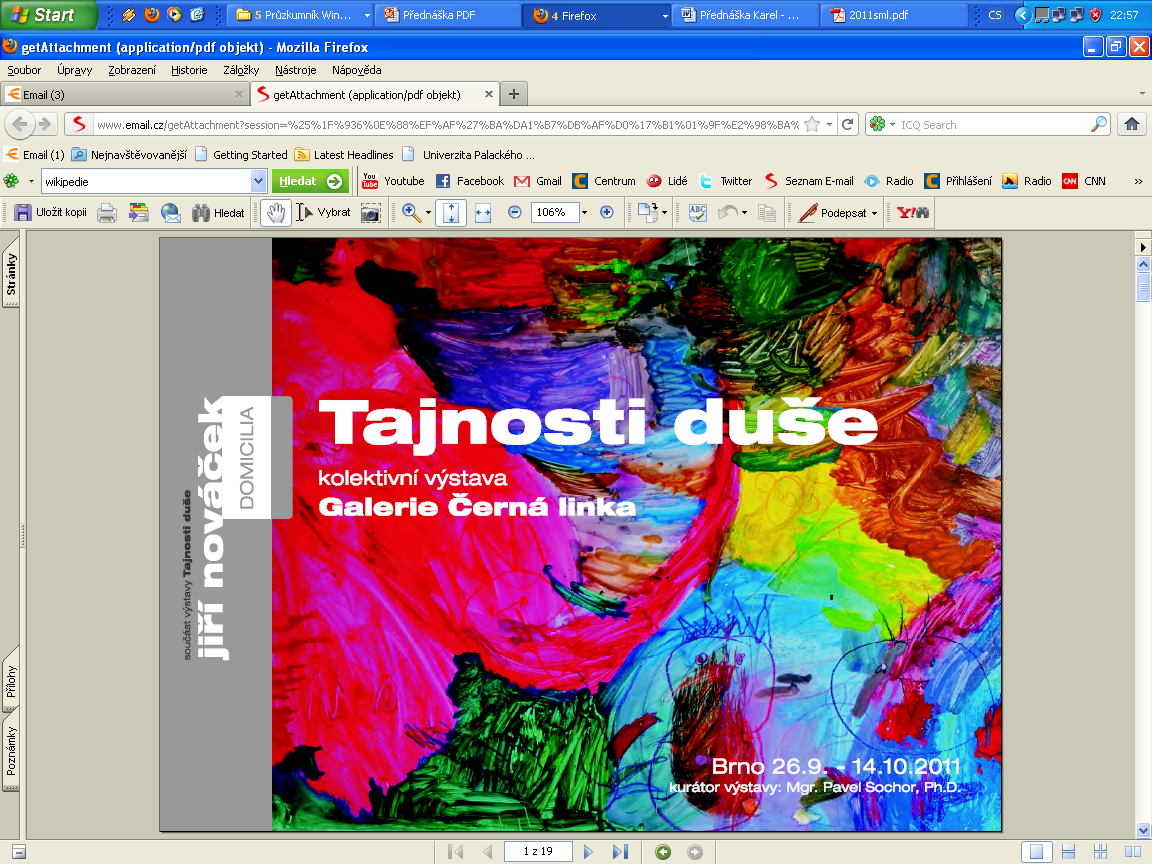 Start
5 Průzkumník Win...
Přednáška PDF
4 Firefox
Přednáška Karel - ...
2011sml.pdf
CS
22:57
getAttachment (application/pdf objekt) - Mozilla Firefox
Soubor Úpravy Zobrazení Historie Záložky Nástroje Nápověda
Email (3)
getAttachment (application/pdf objekt)
www.email.cz/getAttachment?session=%25%1F%936%0E%88%EF%AF%27%BA%DA1%B7%DB%AF%D0%17%B1%01%9F%E2%98%BA%
ICQ Search
Email (1) Nejnavštěvovanější Getting Started Latest Headlines Univerzita Palackého ...
wikipedie
Hledat
You Tube Youtube Facebook Gmail Centrum Lidé Twitter Seznam E-mail Radio Přihlášení Radio CNN CNN »
Uložit kopii
Hledat
Vybrat
106%
ABC
Podepsat
Y!
Stránky
Přílohy
Poznámky
součást výstavy Tajnosti duše
jiří nováček
DOMICILIA
Tajnosti duše
kolektivní výstava
Galerie Černá linka
Brno 26.9. - 14.10.2011
kurátor výstavy: Mgr. Pavel Sochor, Ph.D.
1 z 19